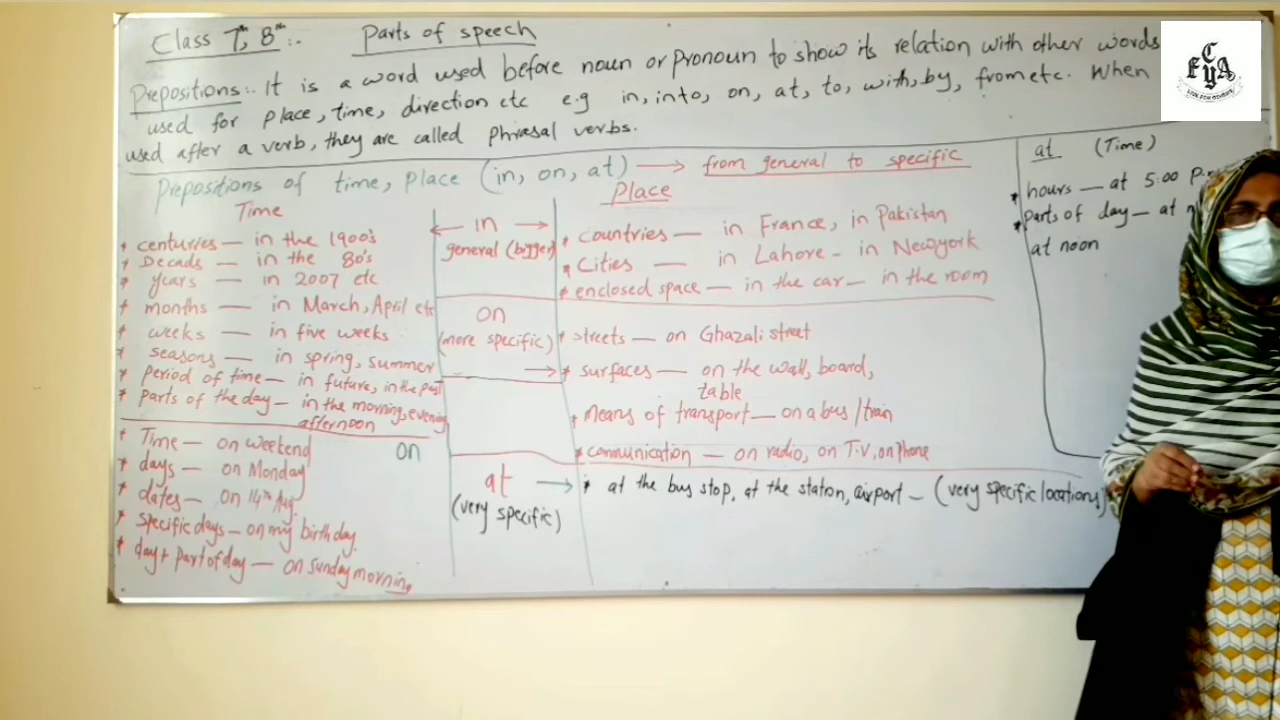 Class 7th, 8th:. Parts of speech
Prepositions:. It is a word used before noun or pronoun to show its relation with other words
used for place, time, direction etc e.g in, into, on, at, to, with, by, from etc. When
used after a verb, they are called phrasal verbs.
Prepositions of time, place (in, on, at) → from general to specific
Time
* centuries — in the 1900's
* Decads — in the 80's
* years — in 2007 etc
* months — in March, April etc
* weeks — in five weeks
* seasons — in spring, summer
* period of time — in future, in the past
* parts of the day — in the morning, evening
afternoon
* Time — on weekend
on
* days — on Monday
* dates — on 14th Aug.
* specific days — on my birthday.
* day + part of day — on Sunday morning
← in →
general (bigger)
on
(more specific)
→
at →
(very specific)
Place
* countries — in France, in Pakistan
* Cities — in Lahore - in Newyork
* enclosed space — in the car — in the room
* streets — on Ghazali street
* surfaces — on the wall, board,
table
* Means of transport — on a bus / train
* communication — on radio, on T.V, on phone
* at the bus stop, at the station, airport - (very specific locations)
at (Time)
* hours — at 5:00
* parts of day — at
at noon
CFYA